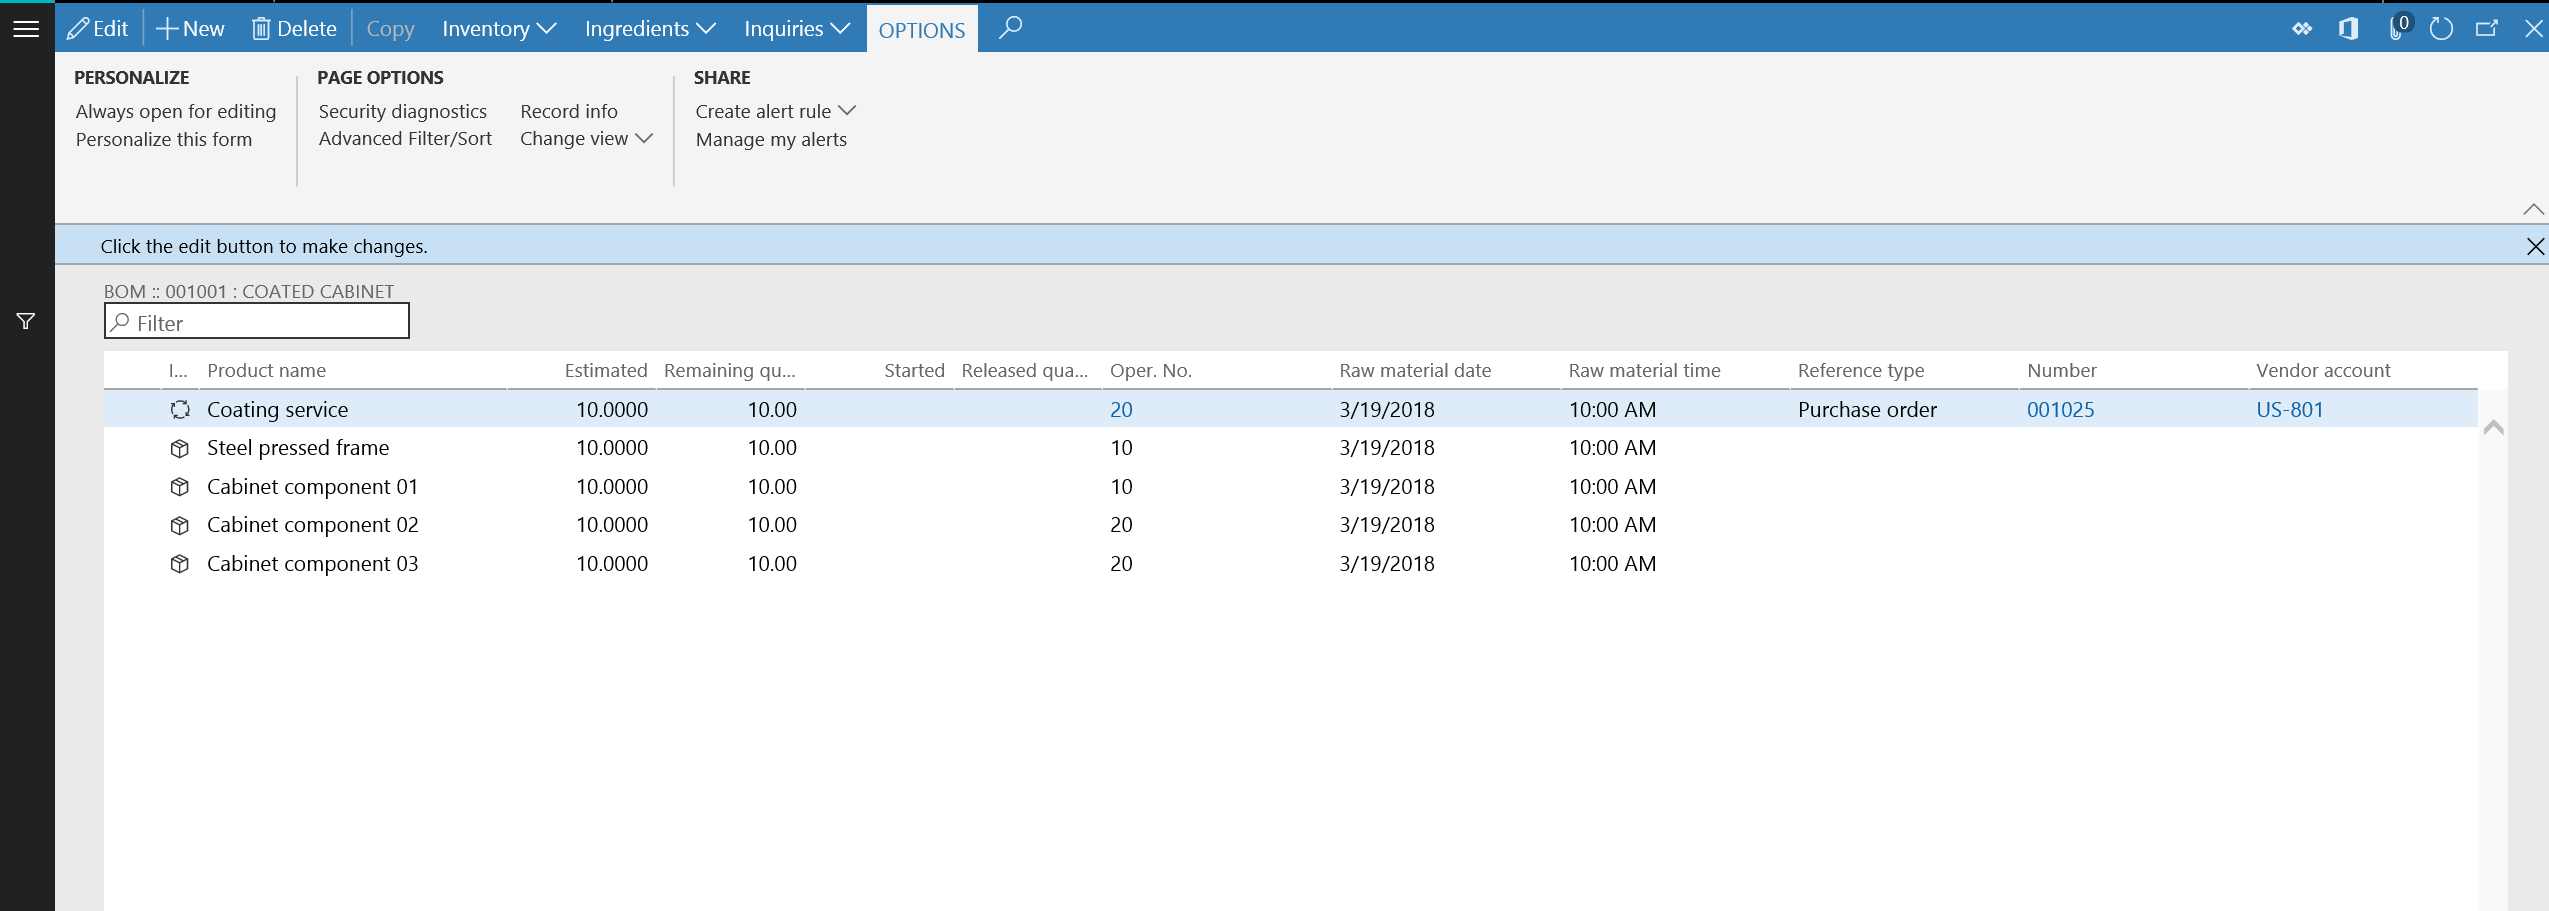 Edit New Delete Copy Inventory Ingredients Inquiries OPTIONS 0
PERSONALIZE PAGE OPTIONS SHARE
Always open for editing Security diagnostics Record info Create alert rule
Personalize this form Advanced Filter/Sort Change view Manage my alerts
Click the edit button to make changes.
BOM :: 001001 : COATED CABINET
Filter
I... Product name Estimated Remaining qu... Started Released qua... Oper. No. Raw material date Raw material time Reference type Number Vendor account
Coating service 10.0000 10.00 20 3/19/2018 10:00 AM Purchase order 001025 US-801
Steel pressed frame 10.0000 10.00 10 3/19/2018 10:00 AM
Cabinet component 01 10.0000 10.00 10 3/19/2018 10:00 AM
Cabinet component 02 10.0000 10.00 20 3/19/2018 10:00 AM
Cabinet component 03 10.0000 10.00 20 3/19/2018 10:00 AM